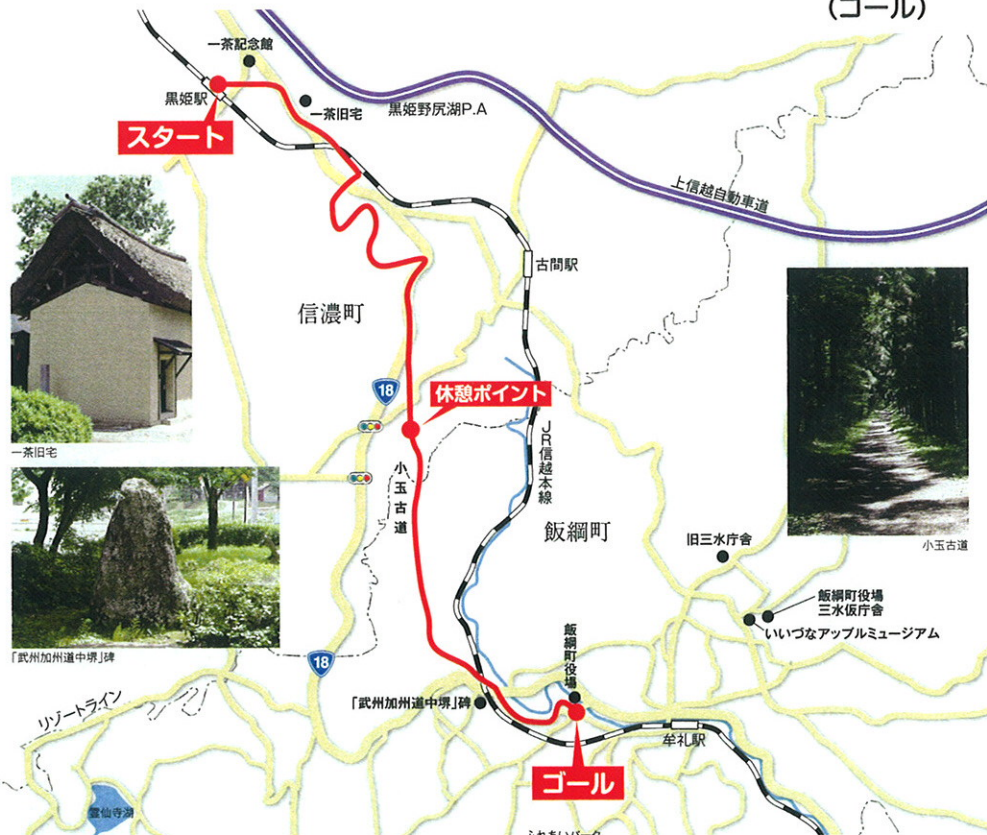 (ゴール)
一茶記念館
黒姫駅
一茶旧宅
黒姫野尻湖P.A
スタート
上信越自動車道
古間駅
信濃町
18
休憩ポイント
一茶旧宅
JR信越本線
小玉古道
飯綱町
旧三水庁舎
小玉古道
飯綱町役場
三水仮庁舎
いいづなアップルミュージアム
「武州加州道中堺」碑
18
飯綱町役場
リゾートライン
「武州加州道中堺」碑
牟礼駅
ゴール
霊仙寺湖
ふれあいパーク